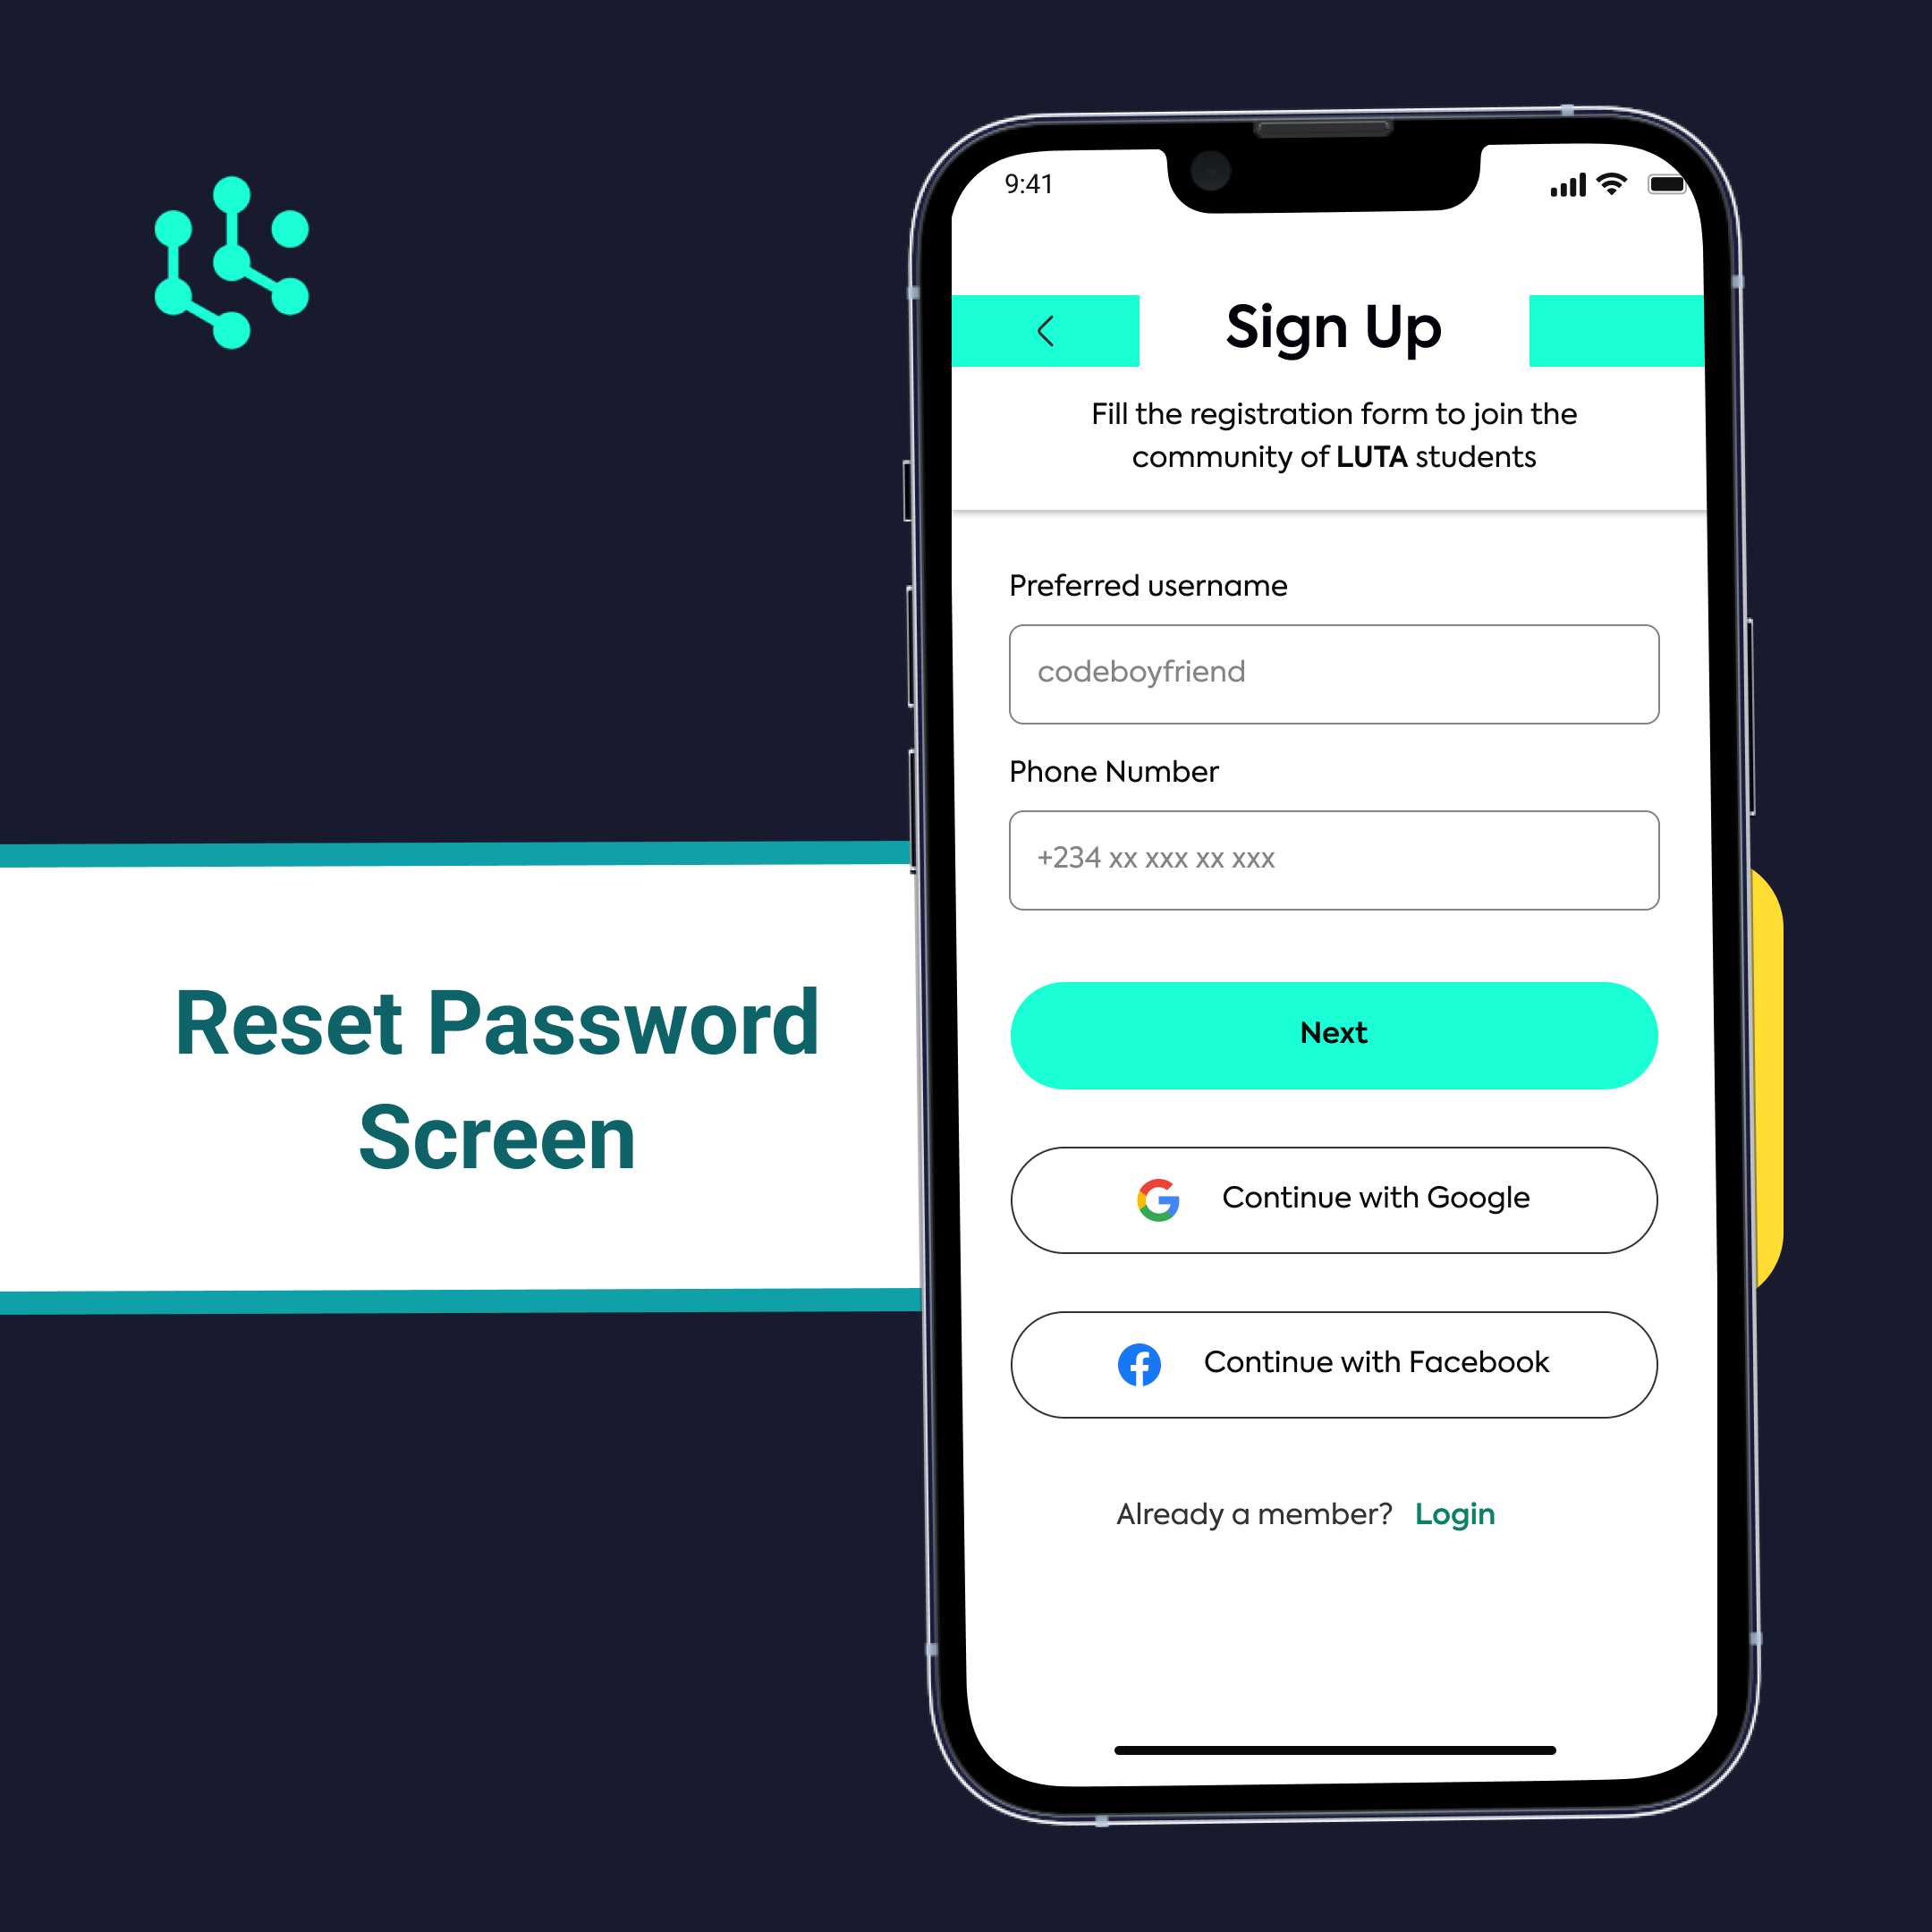 Reset Password
Screen
9:41
Sign Up
Fill the registration form to join the
community of LUTA students
Preferred username
codeboyfriend
Phone Number
+234 xx xxx xx xxx
Next
Continue with Google
Continue with Facebook
Already a member? Login